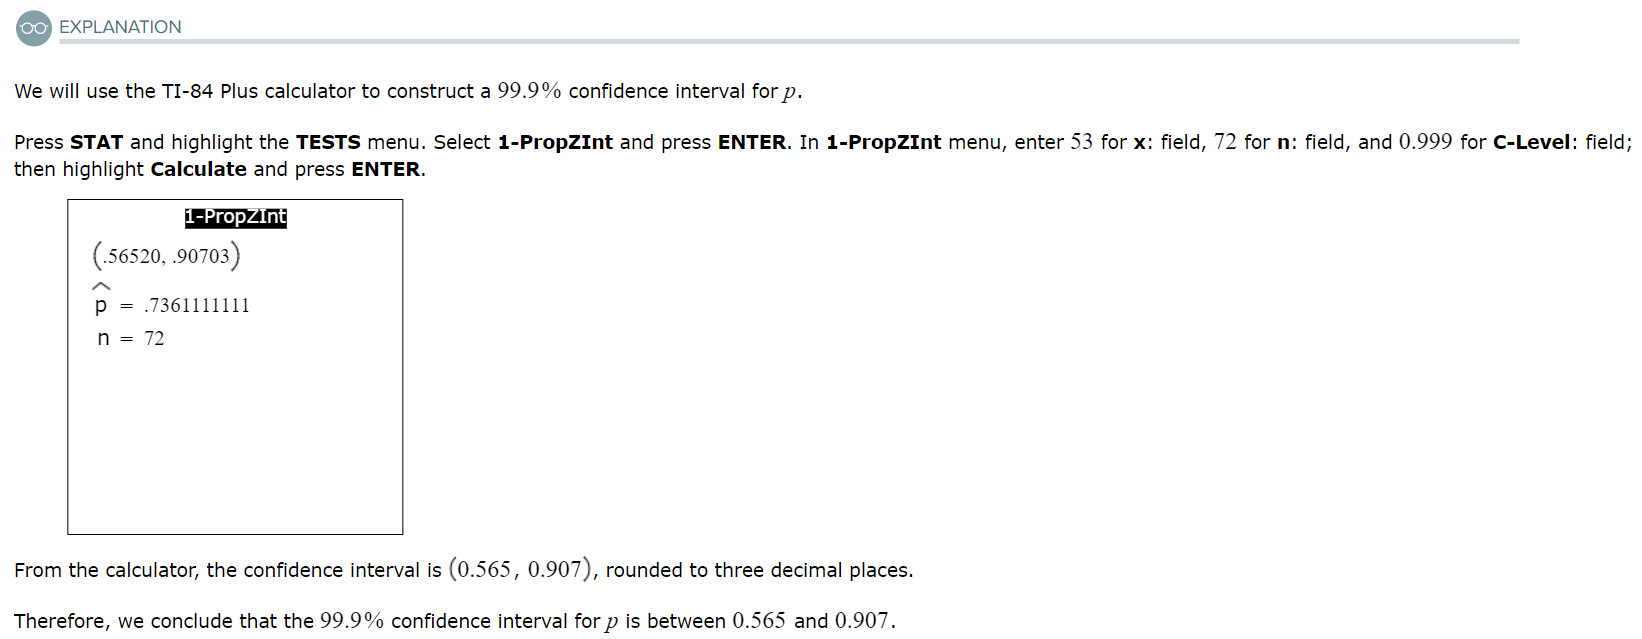 EXPLANATION
We will use the TI-84 Plus calculator to construct a 99.9% confidence interval for p.
Press STAT and highlight the TESTS menu. Select 1-PropZInt and press ENTER. In 1-PropZInt menu, enter 53 for x: field, 72 for n: field, and 0.999 for C-Level: field;
then highlight Calculate and press ENTER.
1-PropZInt
(.56520, .90703)
p̂ = .7361111111
n = 72
From the calculator, the confidence interval is (0.565, 0.907), rounded to three decimal places.
Therefore, we conclude that the 99.9% confidence interval for p is between 0.565 and 0.907.